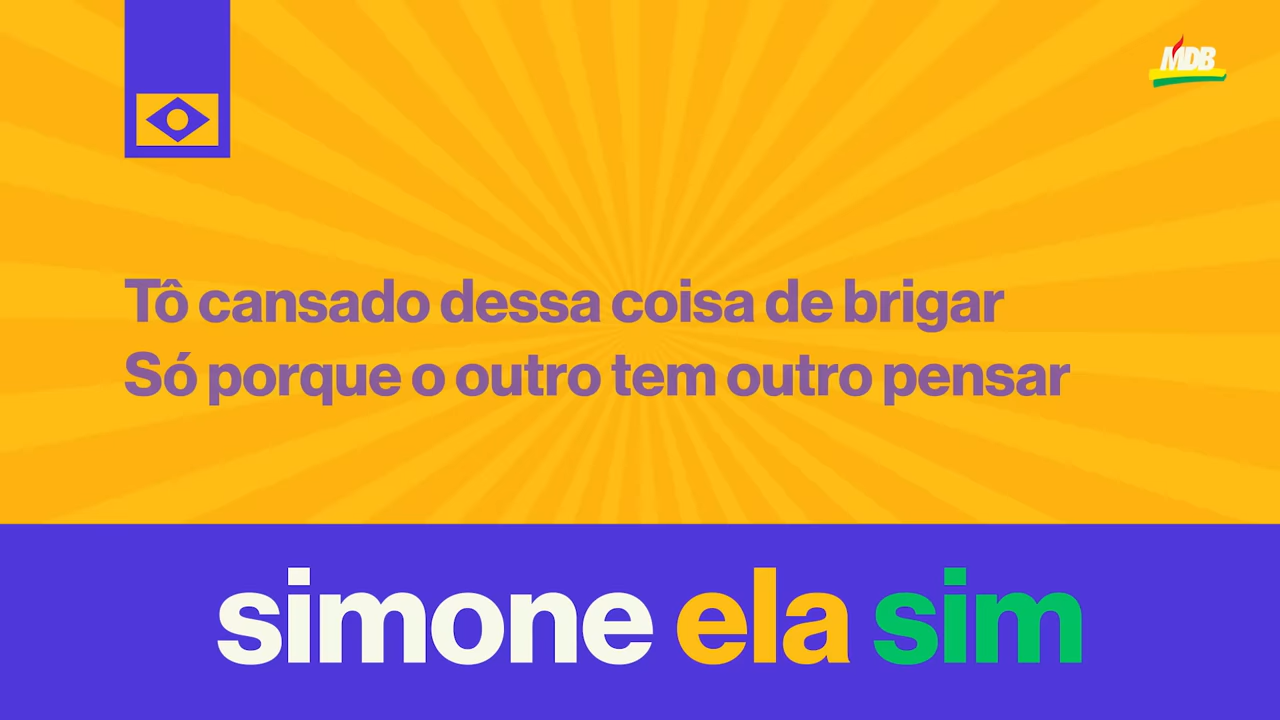 MDB
Tô cansado dessa coisa de brigar
Só porque o outro tem outro pensar
simone ela sim